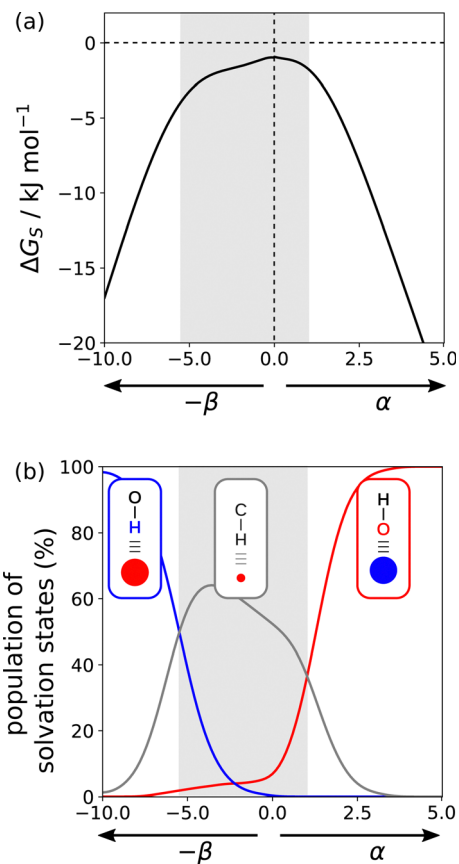 (a)
0
−5
−10
−15
−20
ΔG_S / kJ mol⁻¹
−10.0 −5.0 0.0 2.5 5.0
−β α
(b)
100
80
60
40
20
0
population of
solvation states (%)
O
H
C
H
H
O
−10.0 −5.0 0.0 2.5 5.0
−β α